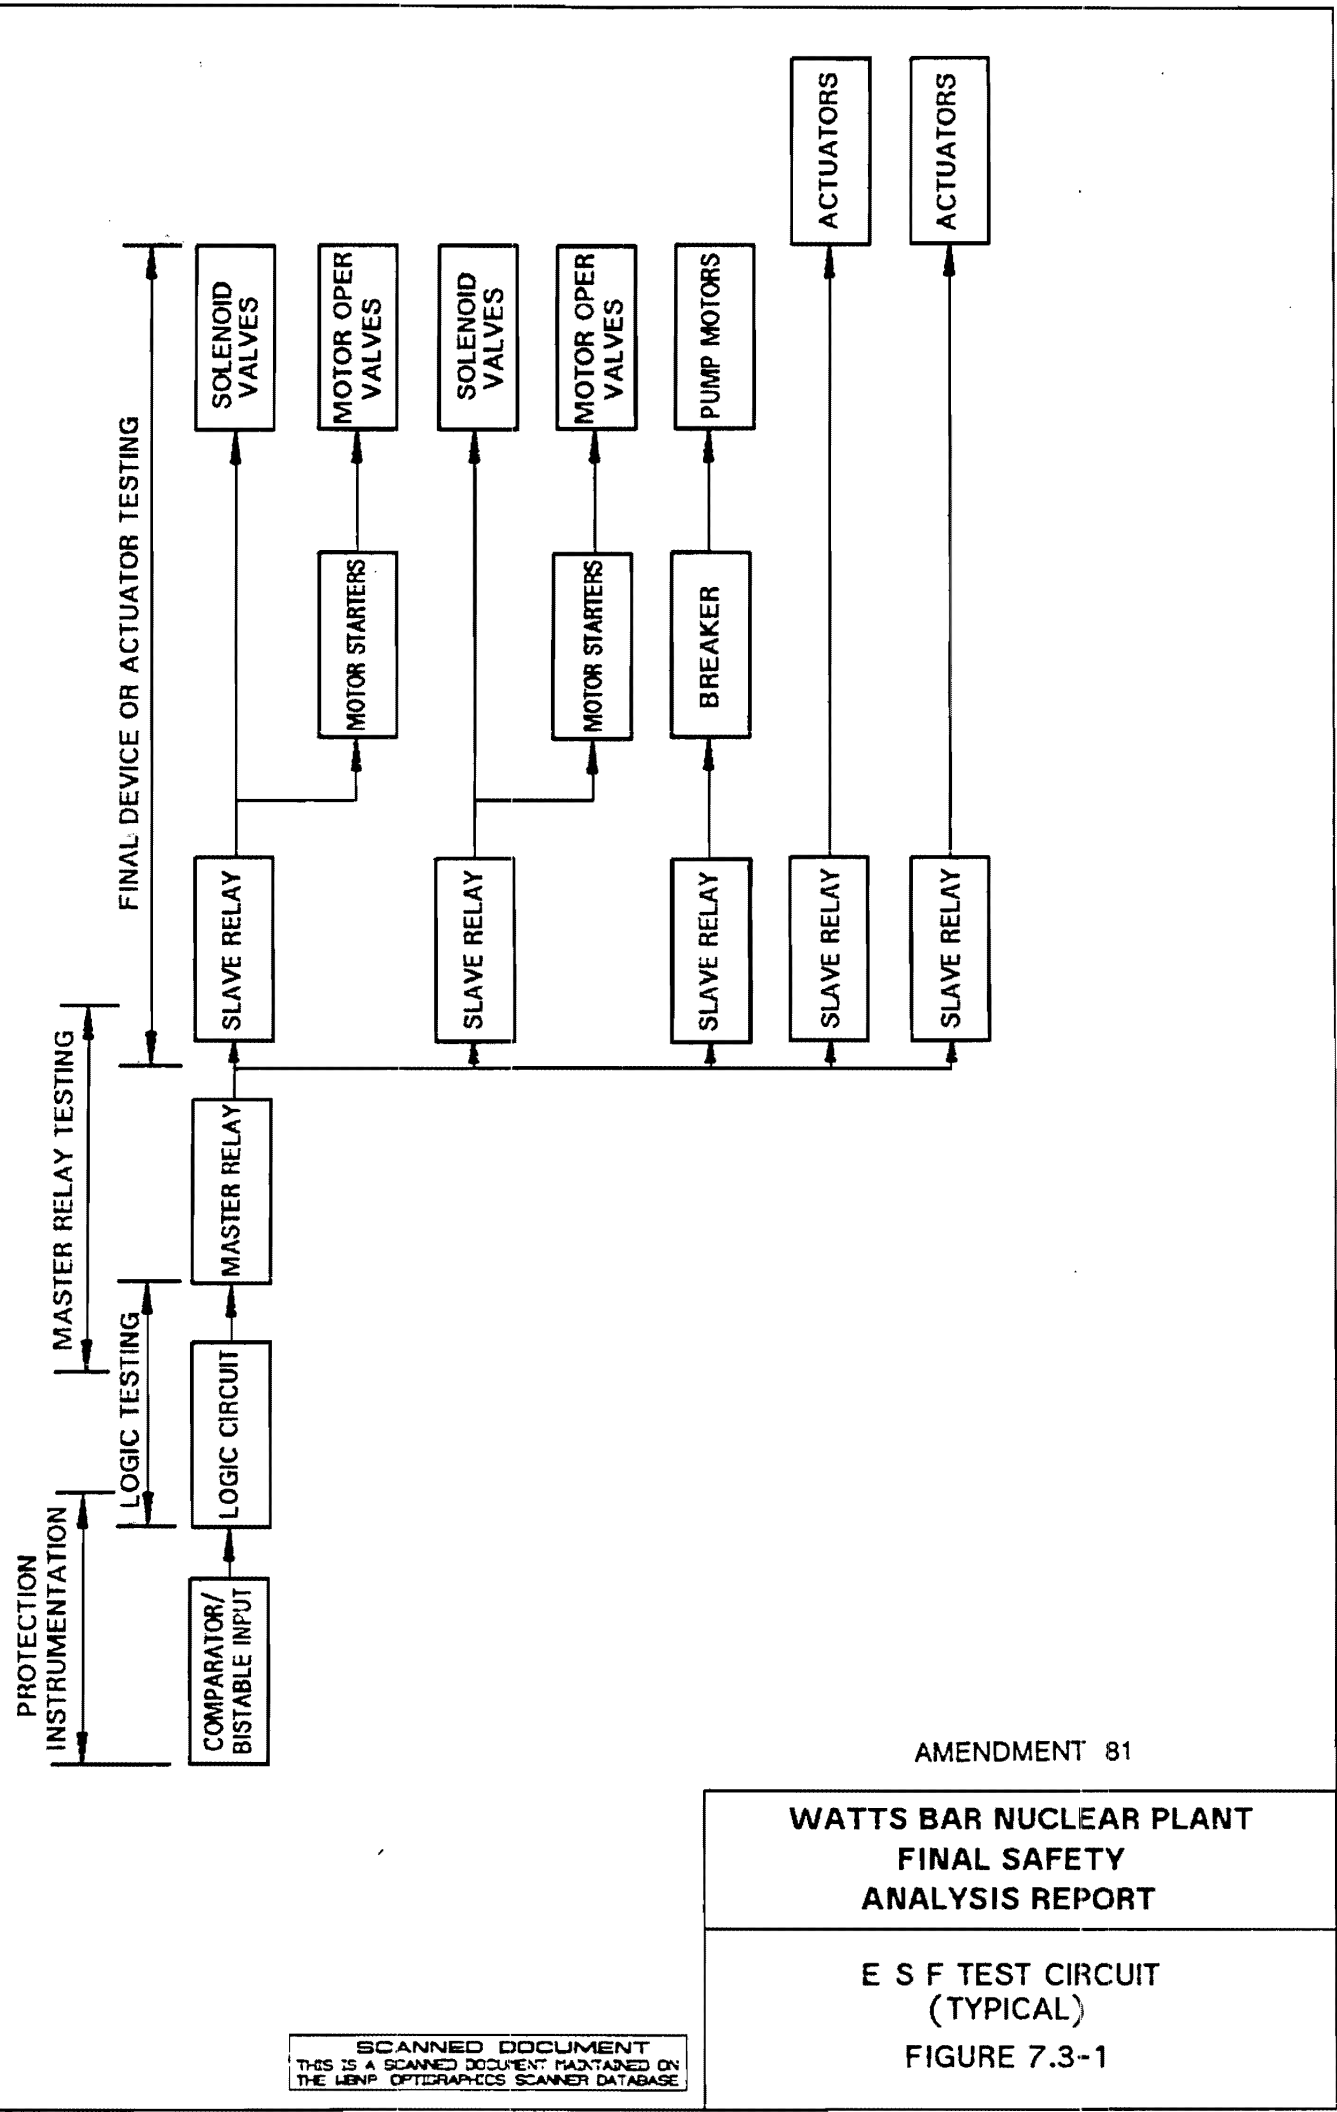 PROTECTION
INSTRUMENTATION
LOGIC TESTING
MASTER RELAY TESTING
FINAL DEVICE OR ACTUATOR TESTING
COMPARATOR/
BISTABLE INPUT
LOGIC CIRCUIT
MASTER RELAY
SLAVE RELAY
SOLENOID
VALVES
MOTOR STARTERS
MOTOR OPER
VALVES
SLAVE RELAY
SOLENOID
VALVES
MOTOR STARTERS
MOTOR OPER
VALVES
SLAVE RELAY
BREAKER
PUMP MOTORS
SLAVE RELAY
ACTUATORS
SLAVE RELAY
ACTUATORS
AMENDMENT 81
WATTS BAR NUCLEAR PLANT
FINAL SAFETY
ANALYSIS REPORT
E S F TEST CIRCUIT
(TYPICAL)
FIGURE 7.3-1
SCANNED DOCUMENT
THIS IS A SCANNED DOCUMENT MAINTAINED ON
THE WBNP OPTIGRAPHICS SCANNER DATABASE